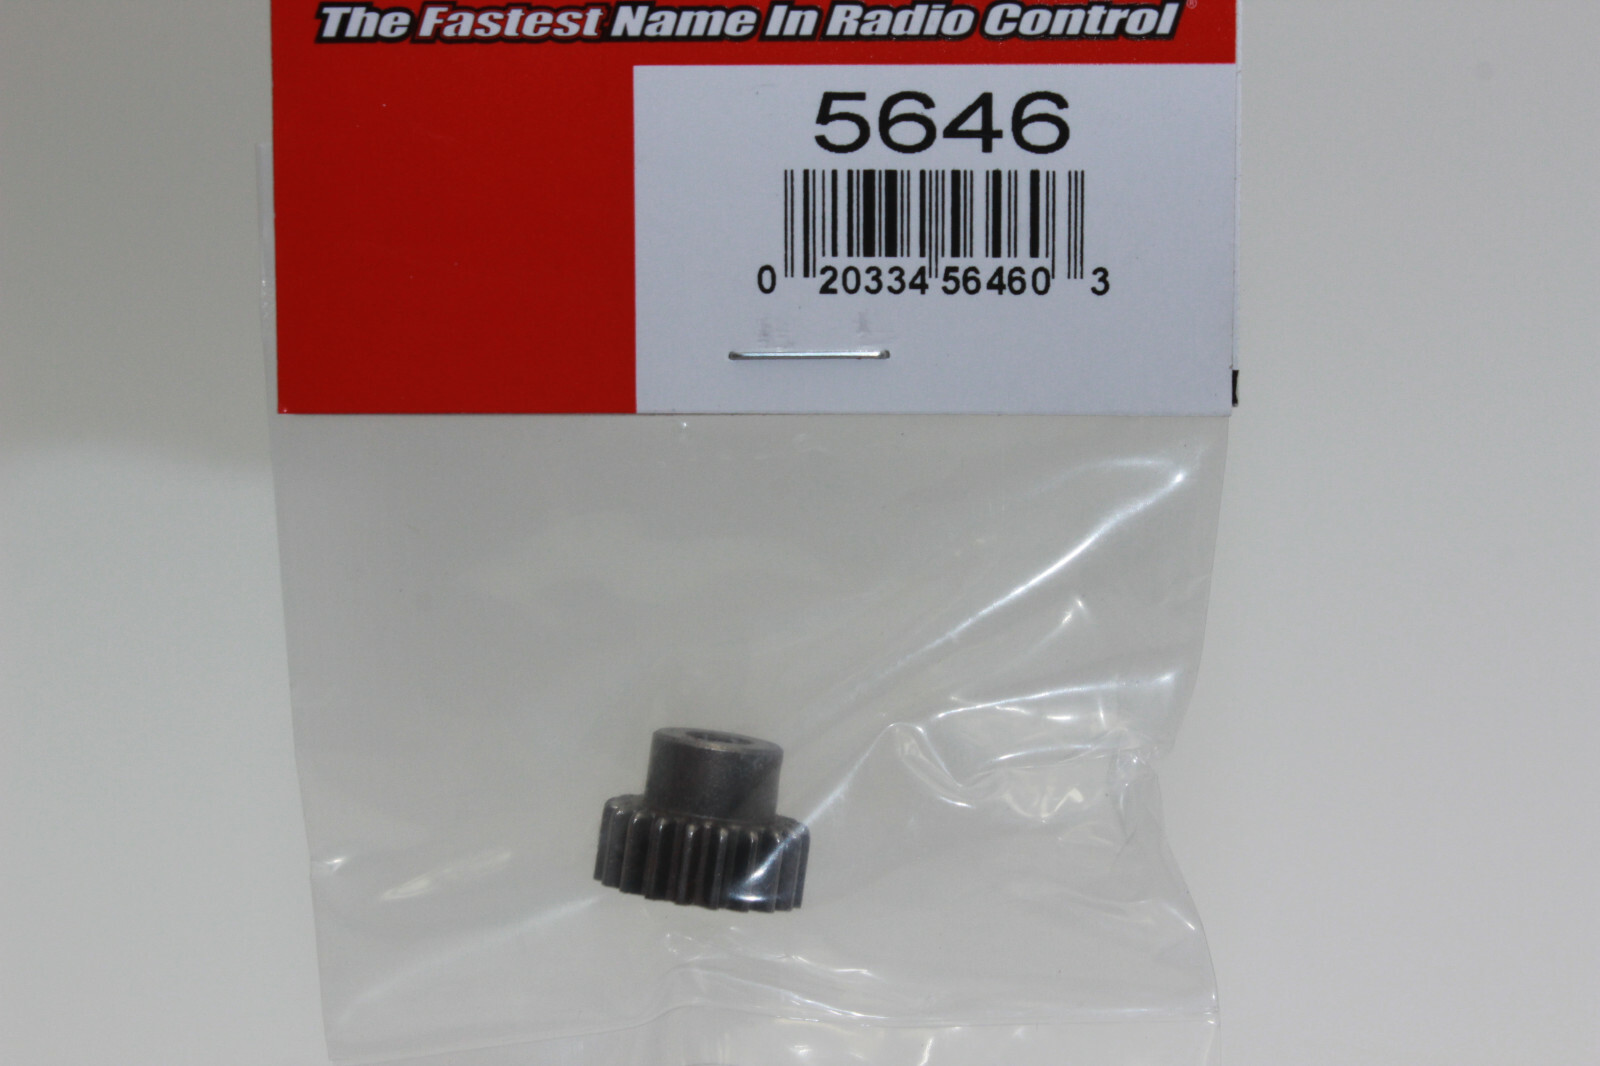 The Fastest Name In Radio Control®
5646
0 20334 56460 3